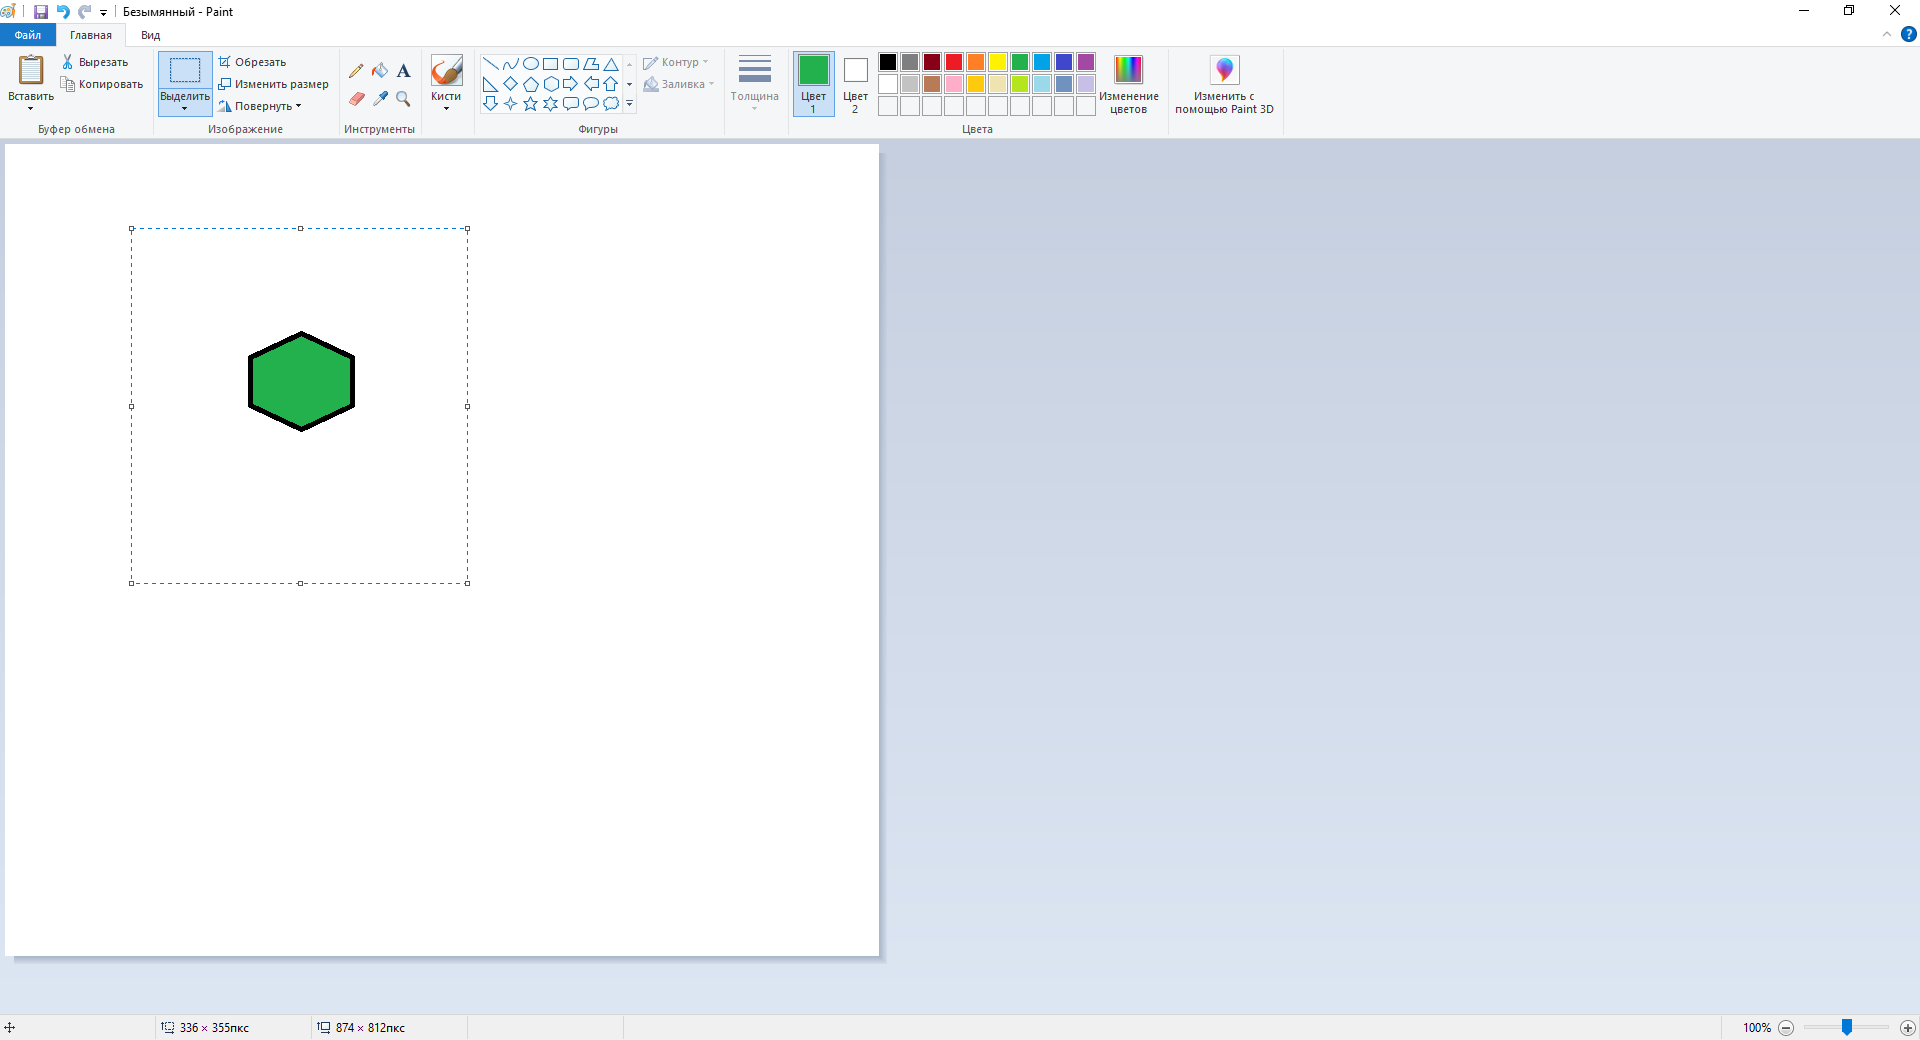 Безымянный - Paint
Файл Главная Вид
Вставить
Вырезать
Копировать
Буфер обмена
Выделить
Обрезать
Изменить размер
Повернуть
Изображение
A
Инструменты
Кисти
Фигуры
Контур
Заливка
Толщина
Цвет
1
Цвет
2
Изменение
цветов
Цвета
Изменить с
помощью Paint 3D
?
336 × 355пкс
874 × 812пкс
100%